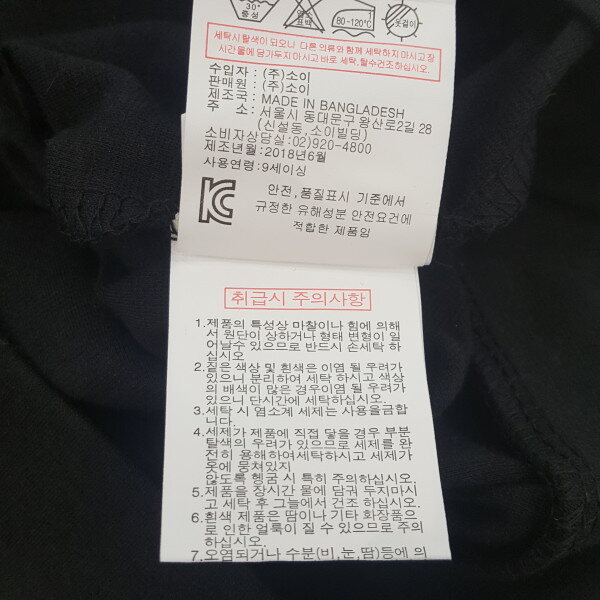 30°
중성
표백
80-120°C
옷걸이
세탁시 탈색이 되오니 다른 의류와 함께 세탁하지 마시고 장
시간 물에 담가두지 마시고 바로 세탁, 탈수건조하십시오.
수입자 : (주)소이
판매원 : (주)소이
제조국 : MADE IN BANGLADESH
주 소 : 서울시 동대문구 왕산로2길 28
(신설동, 소이빌딩)
소비자상담실:02)920-4800
제조년월:2018년6월
사용연령:9세이싱
안전,품질표시 기준에서
규정한 유해성분 안전요건에
적합한 제품임
취급시 주의사항
1.제품의 특성상 마찰이나 힘에 의해
서 원단이 상하거나 형태 변형이 일
어날수 있으므로 반드시 손세탁 하
십시오
2.짙은 색상 및 흰색은 이염 될 우려가
있으니 분리하여 세탁 하시고 색상
의 배색이 많은 경우이염 될 우려가
있으니 단시간에 세탁하십시오.
3.세탁 시 염소계 세제는 사용을금합
니다.
4.세제가 제품에 직접 닿을 경우 부분
탈색의 우려가 있으므로 세제를 완
전히 용해하여세탁하시고 세제가
옷에 뭉쳐있지
않도록 헹굼 시 특히 주의하십시오.
5.제품을 장시간 물에 담궈 두지마시
고 세탁 후 그늘에서 건조 하십시오.
6.흰색 제품은 땀이나 기타 화장품으
로 인한 얼룩이 질 수 있으므로 주의
하십시오.
7.오염되거나 수분(비,눈,땀)등에 의